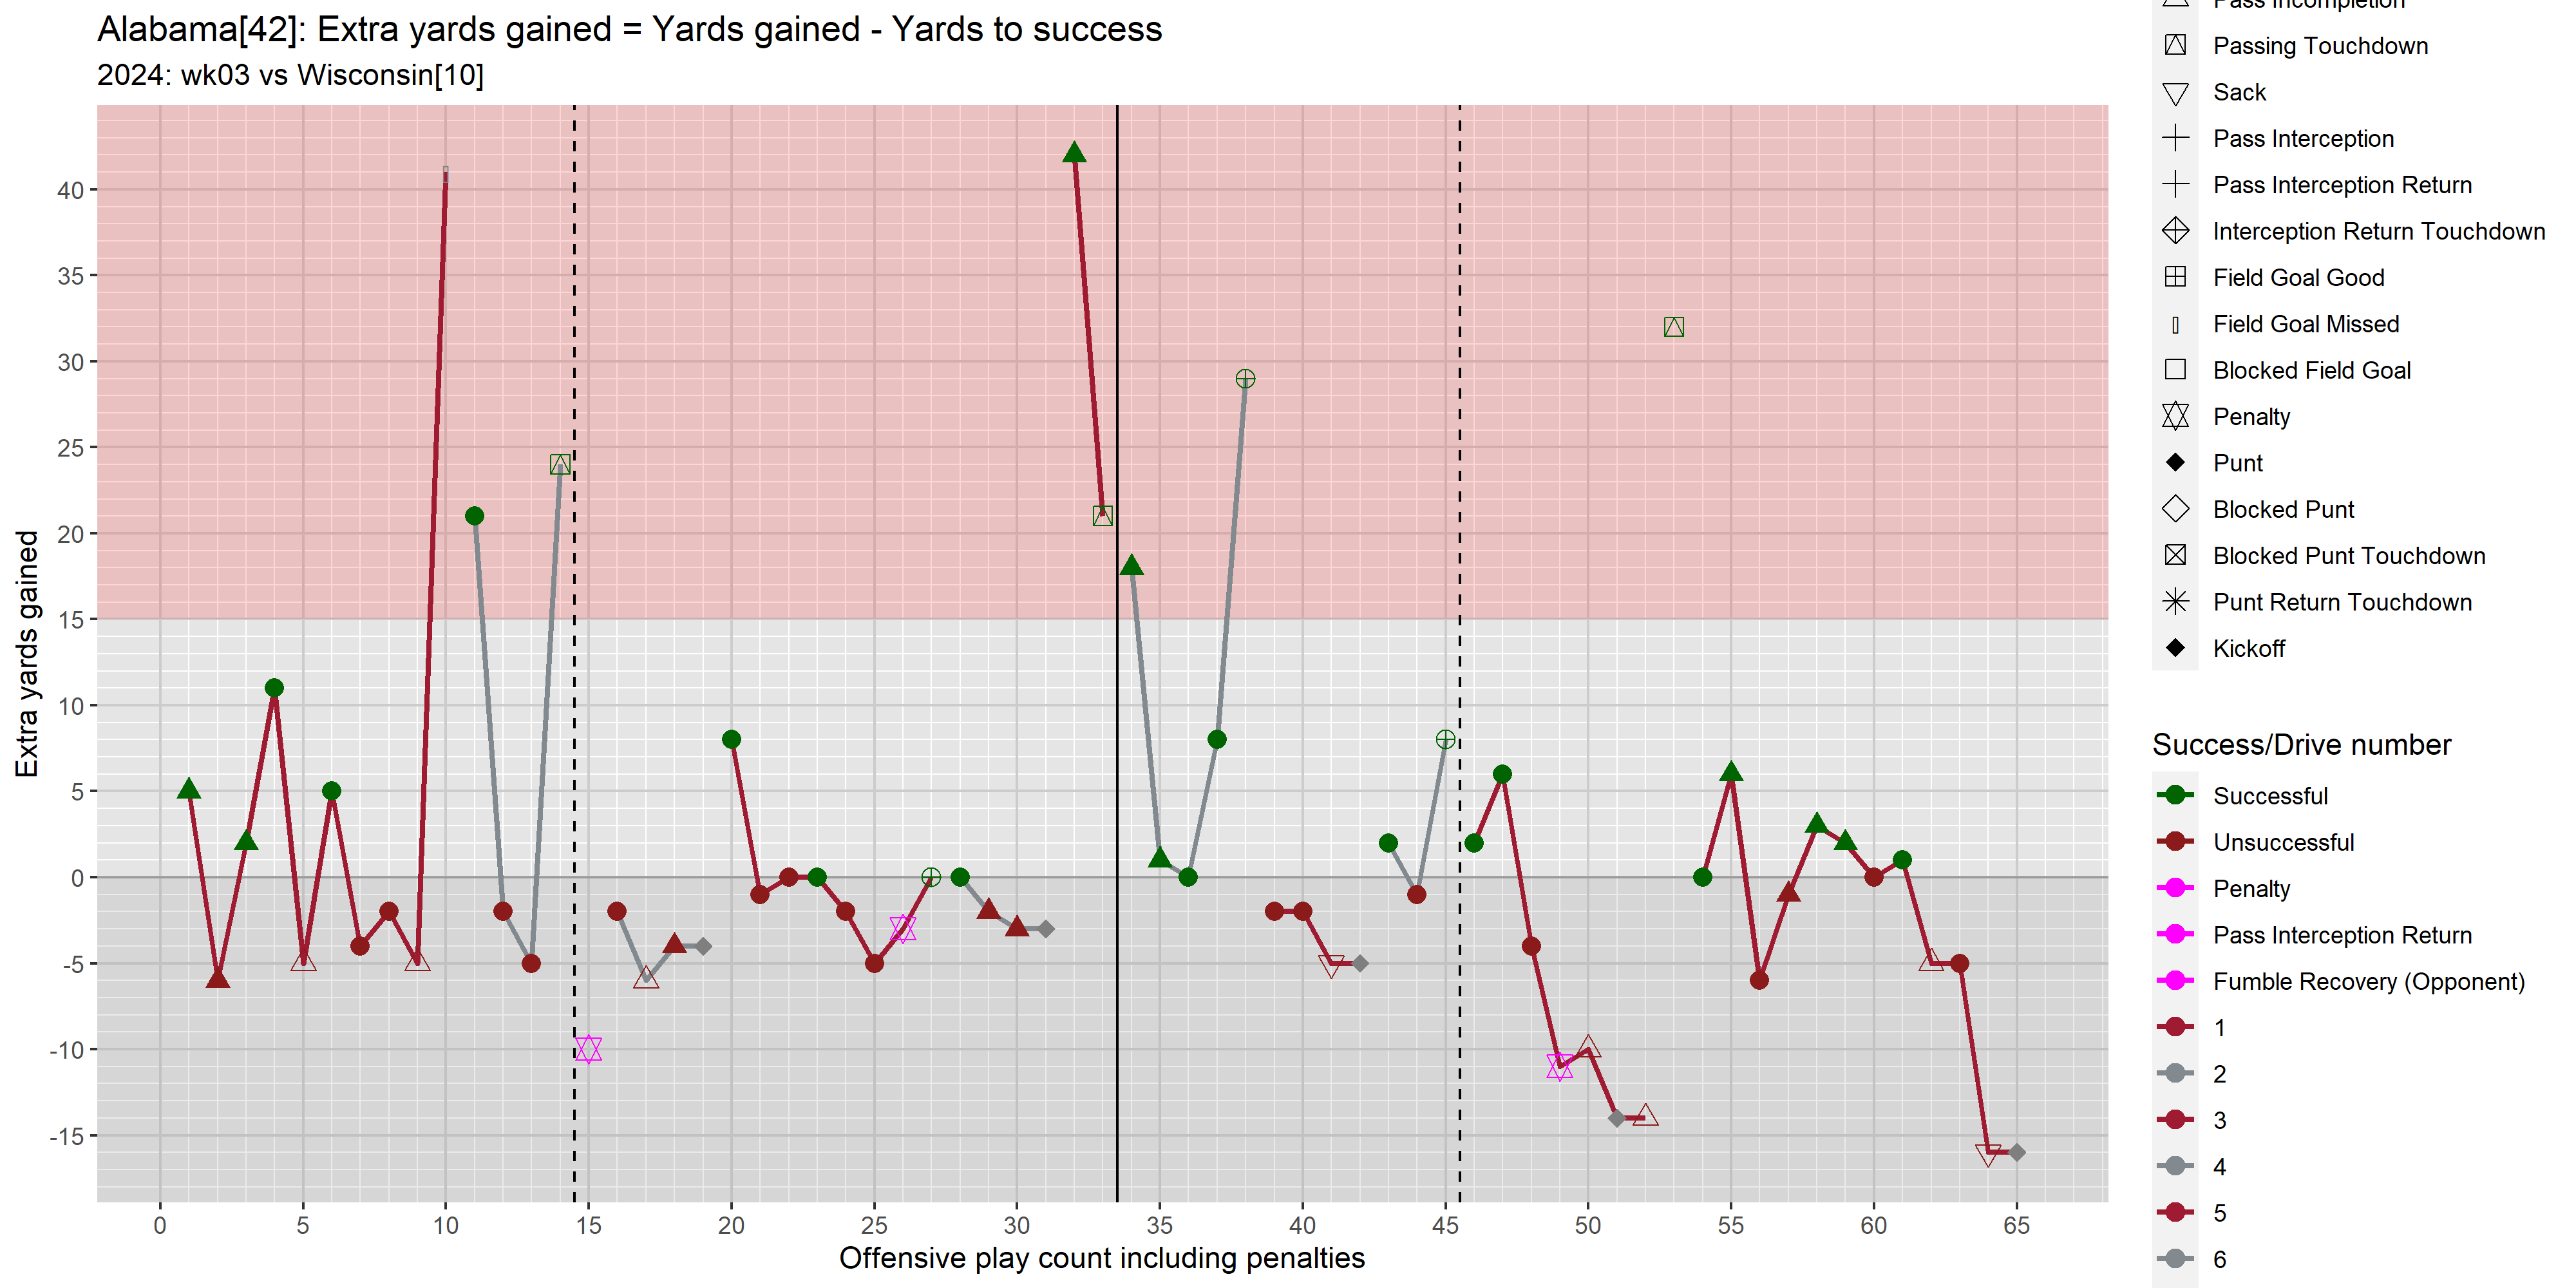 Alabama[42]: Extra yards gained = Yards gained - Yards to success
2024: wk03 vs Wisconsin[10]
Extra yards gained
40
35
30
25
20
15
10
5
0
-5
-10
-15
0 5 10 15 20 25 30 35 40 45 50 55 60 65
Offensive play count including penalties
Pass Incompletion
Passing Touchdown
Sack
Pass Interception
Pass Interception Return
Interception Return Touchdown
Field Goal Good
Field Goal Missed
Blocked Field Goal
Penalty
Punt
Blocked Punt
Blocked Punt Touchdown
Punt Return Touchdown
Kickoff
Success/Drive number
Successful
Unsuccessful
Penalty
Pass Interception Return
Fumble Recovery (Opponent)
1
2
3
4
5
6